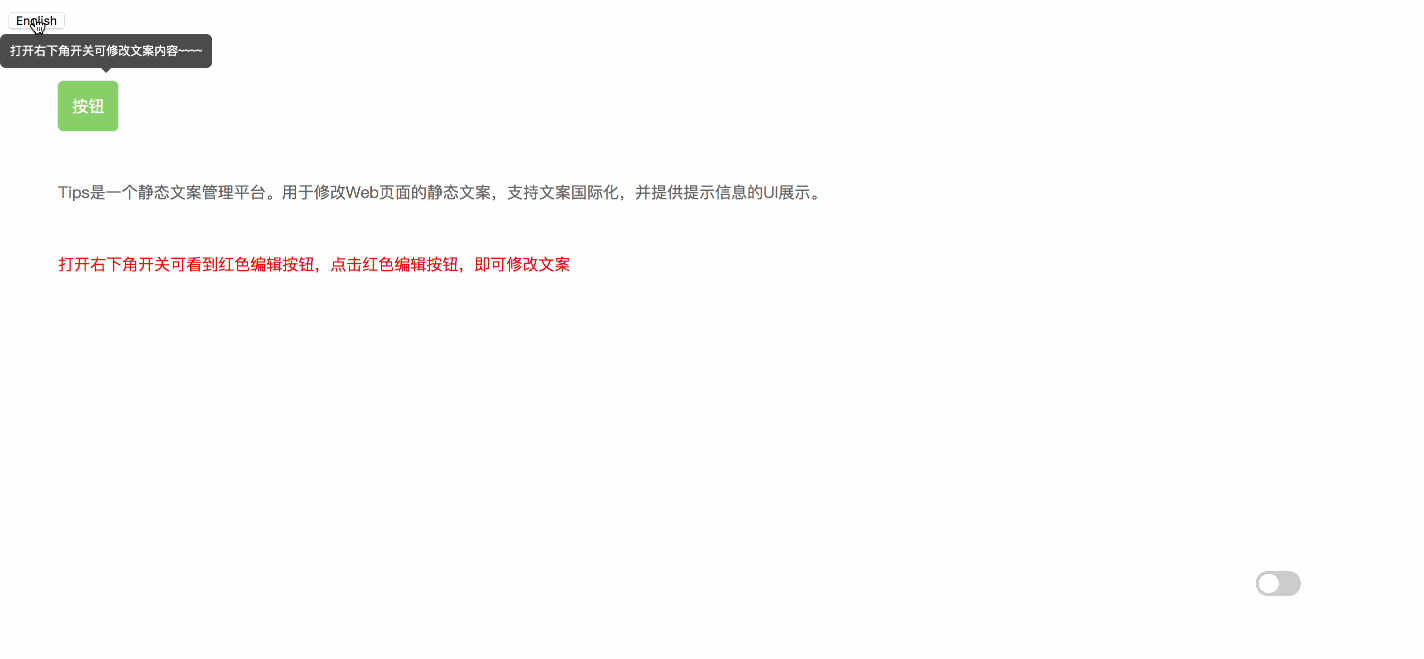 English
打开右下角开关可修改文案内容~~~~
按钮
Tips是一个静态文案管理平台。用于修改Web页面的静态文案，支持文案国际化，并提供提示信息的UI展示。
打开右下角开关可看到红色编辑按钮，点击红色编辑按钮，即可修改文案